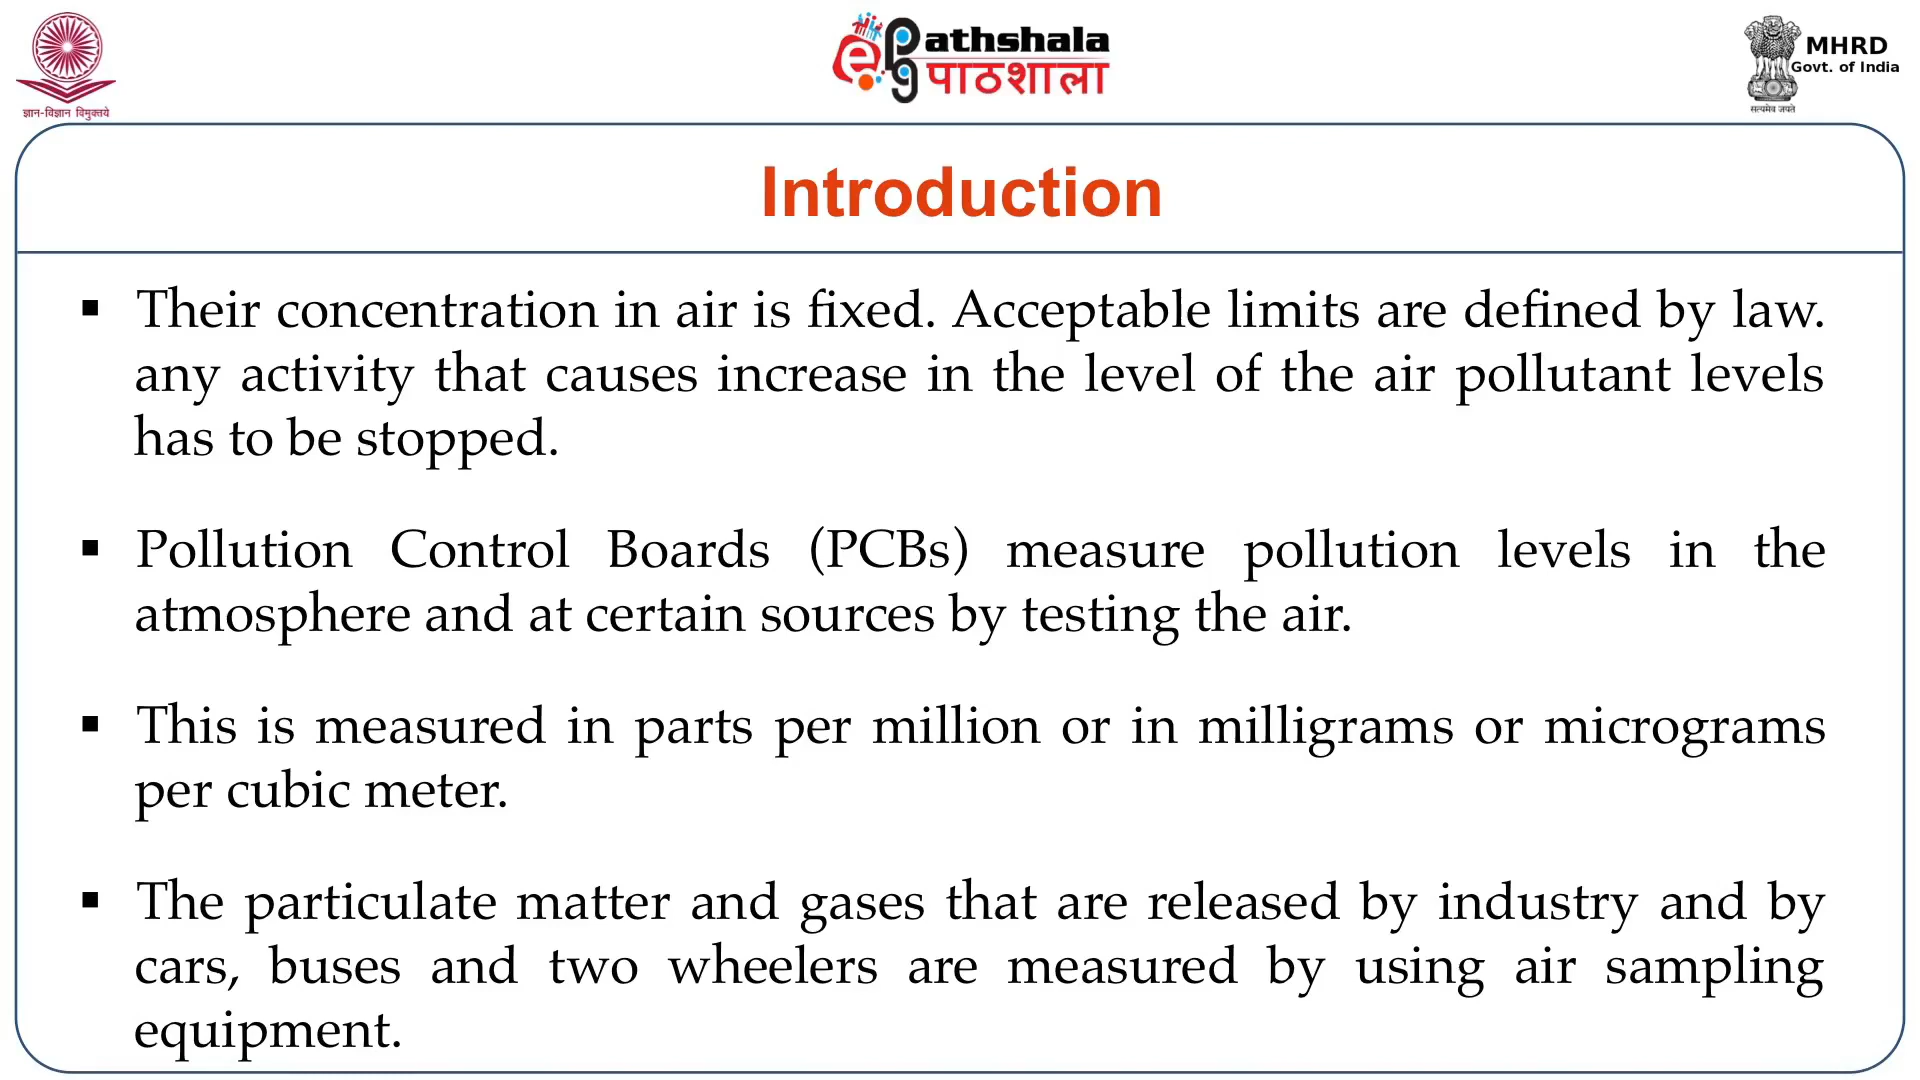 ज्ञान-विज्ञान विमुक्तये
ePg Pathshala
पाठशाला
MHRD
Govt. of India
सत्यमेव जयते
Introduction
▪ Their concentration in air is fixed. Acceptable limits are defined by law.
any activity that causes increase in the level of the air pollutant levels
has to be stopped.
▪ Pollution Control Boards (PCBs) measure pollution levels in the
atmosphere and at certain sources by testing the air.
▪ This is measured in parts per million or in milligrams or micrograms
per cubic meter.
▪ The particulate matter and gases that are released by industry and by
cars, buses and two wheelers are measured by using air sampling
equipment.